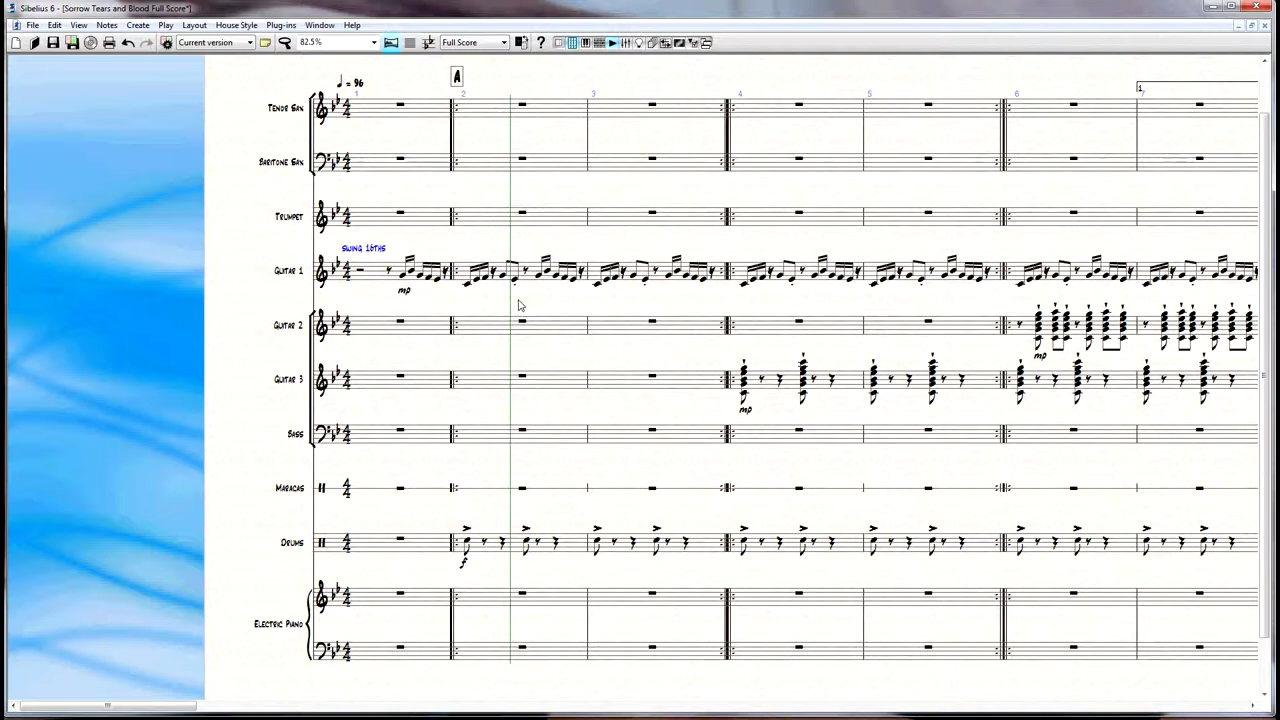 Sibelius 6 - [Sorrow Tears and Blood Full Score*]
File Edit View Notes Create Play Layout House Style Plug-ins Window Help
Current version 82.5% Full Score
♩ = 96
A
1 2 3 4 5 6 7
1.
Tenor Sax
Baritone Sax
Trumpet
Swing 16ths
Guitar 1
mp
Guitar 2
mp
Guitar 3
mp
Bass
Maracas
Drums
f
Electric Piano